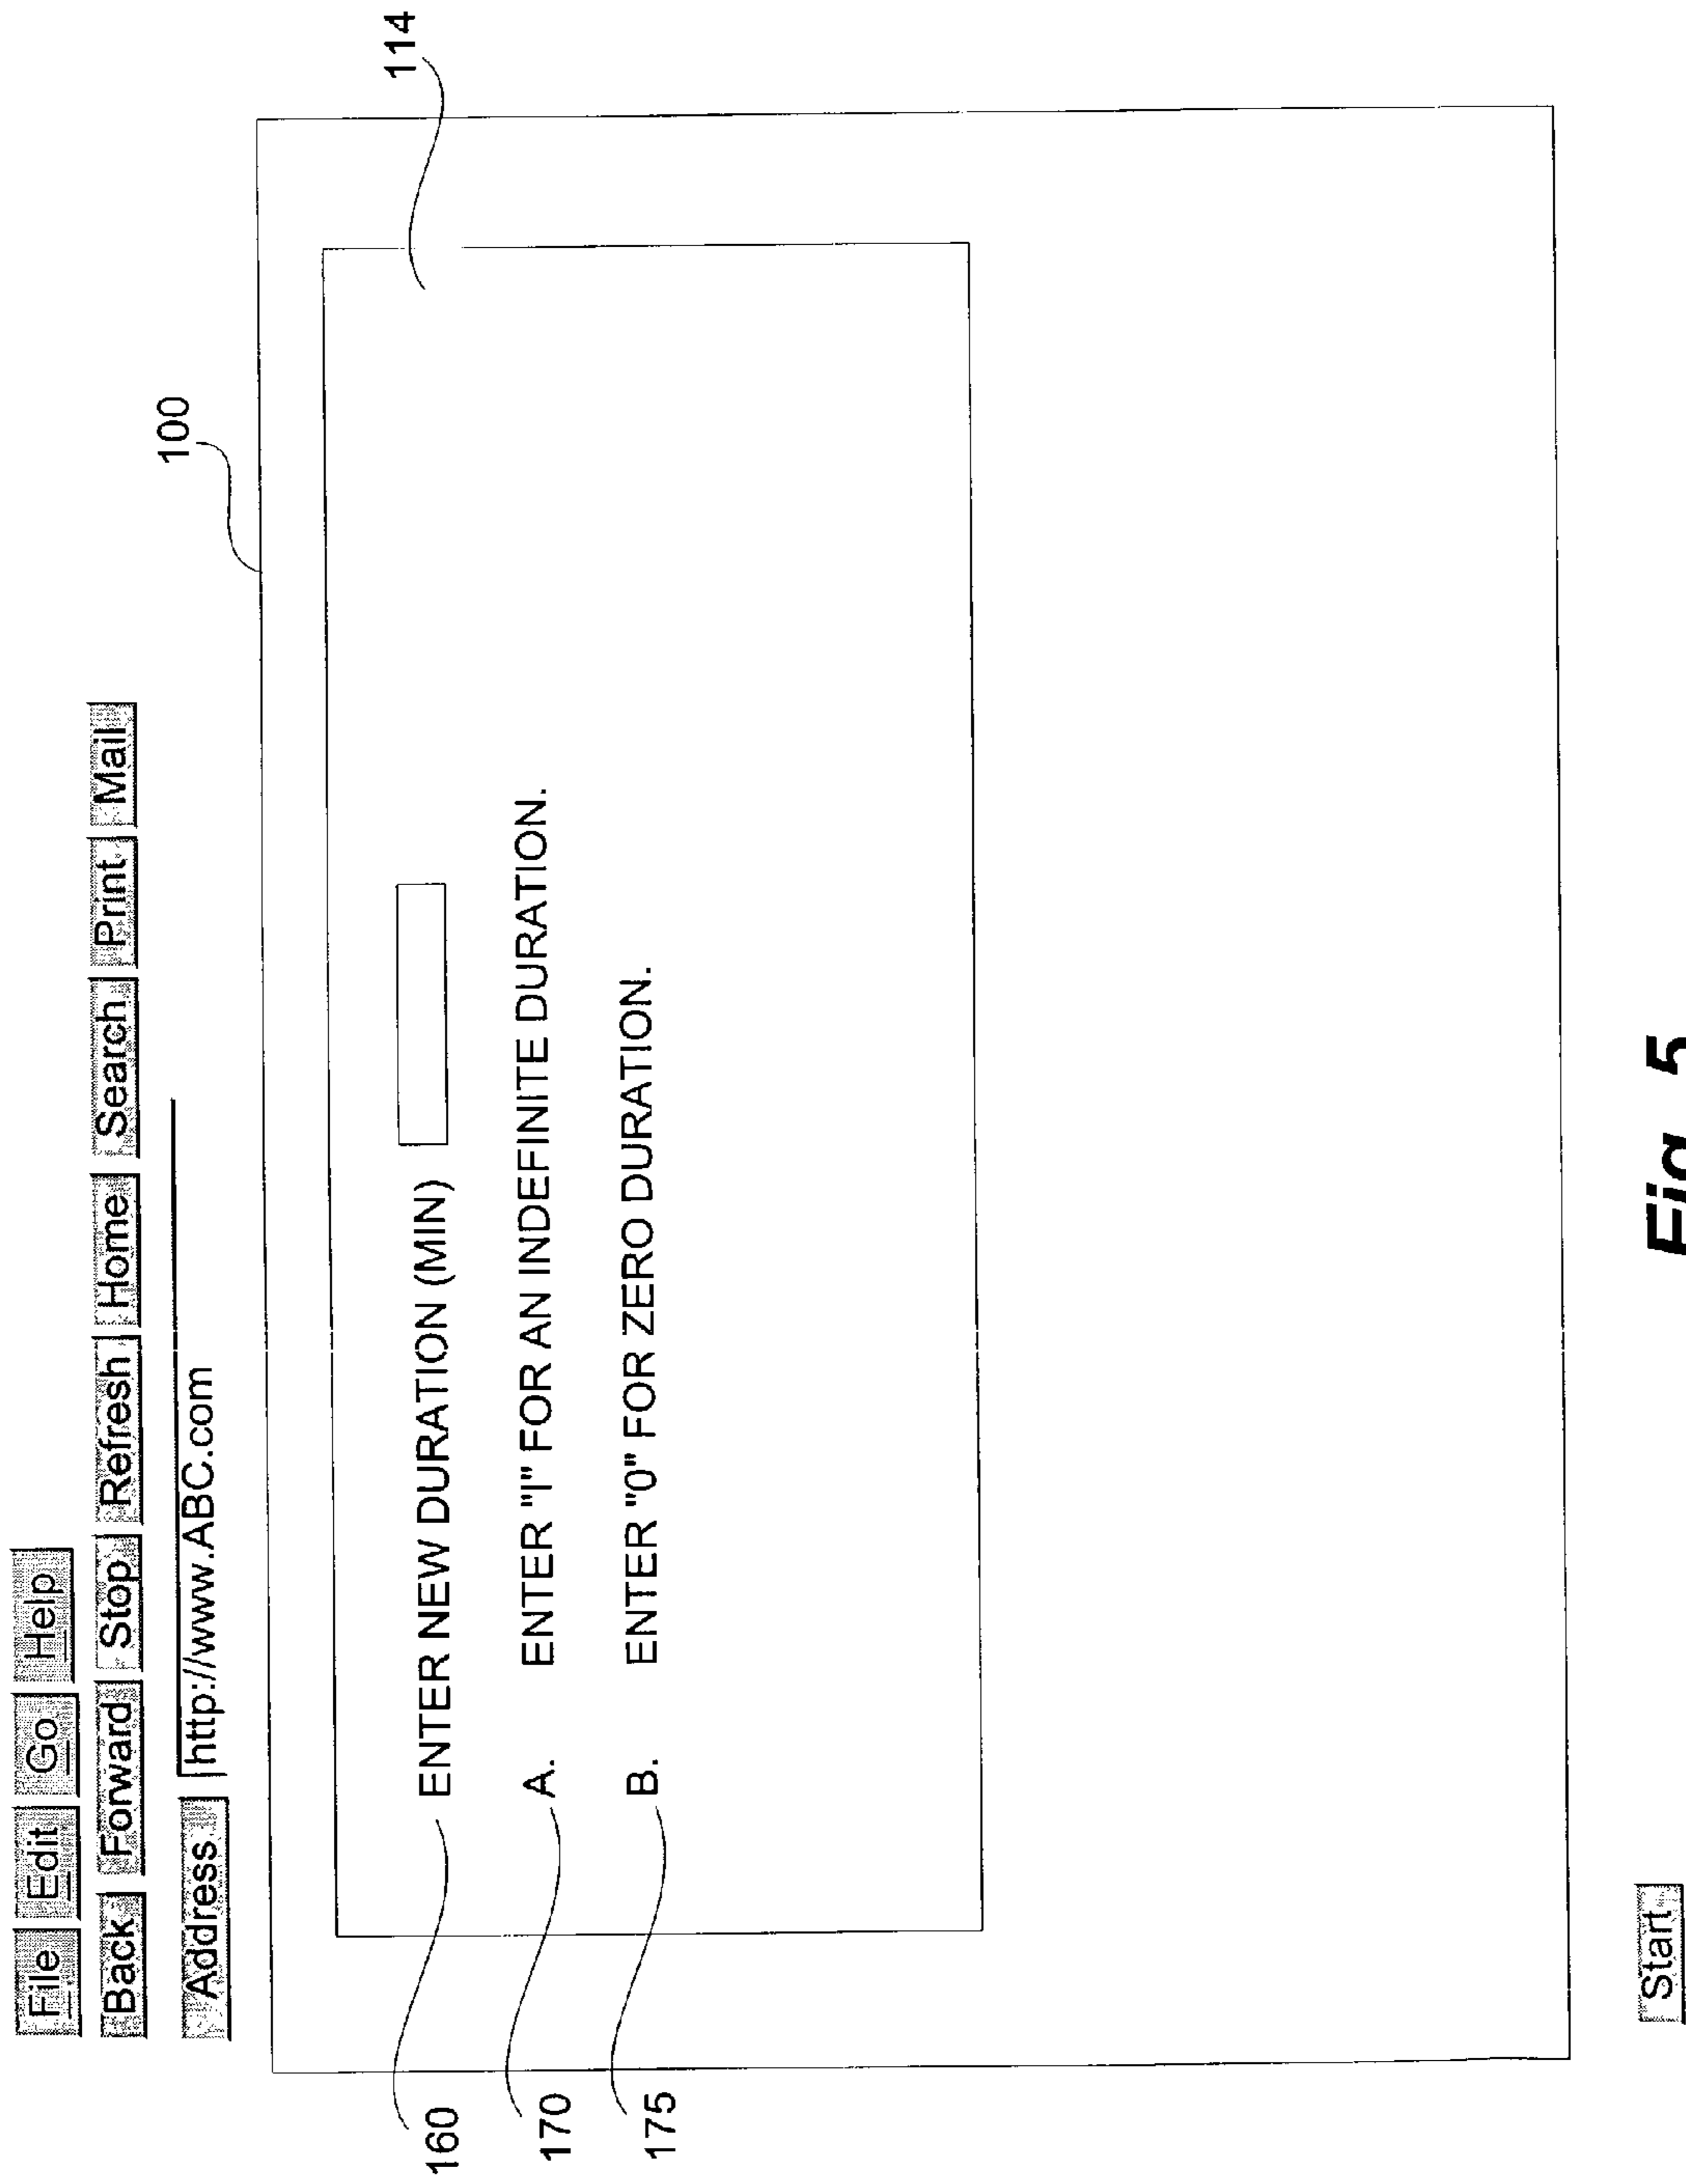 File Edit Go Help
Back Forward Stop Refresh Home Search Print Mail
Address http://www.ABC.com
100
114
160 ENTER NEW DURATION (MIN)
170 A. ENTER "I" FOR AN INDEFINITE DURATION.
175 B. ENTER "0" FOR ZERO DURATION.
Start
Fig. 5